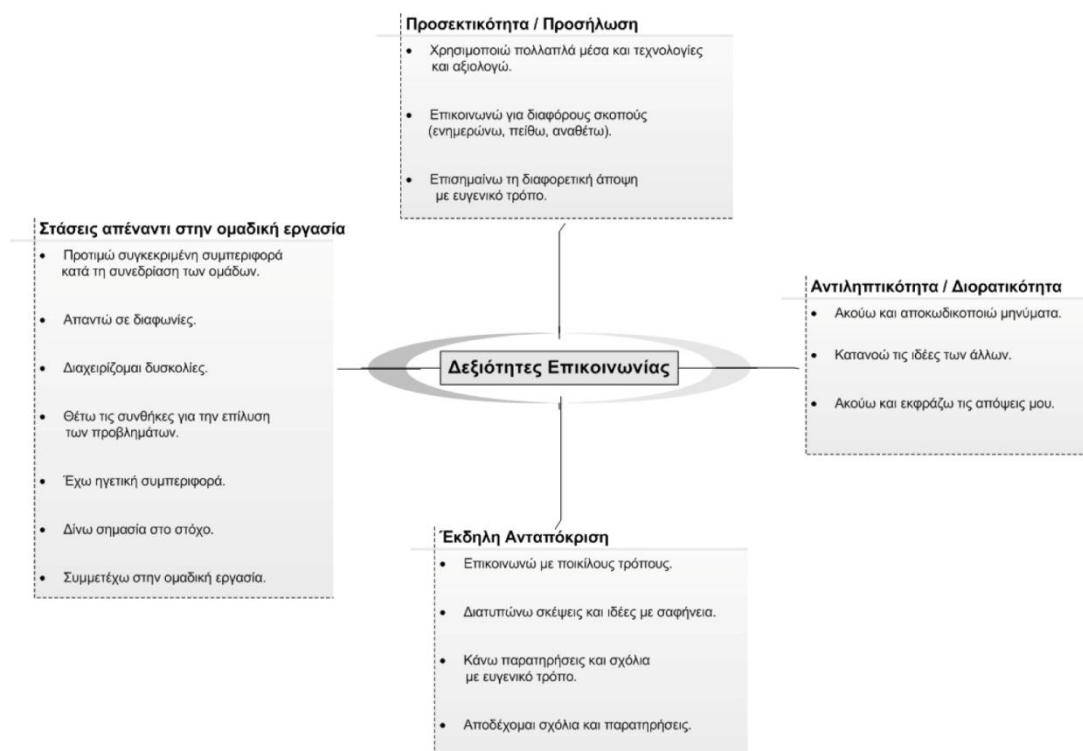 Προσεκτικότητα / Προσήλωση
• Χρησιμοποιώ πολλαπλά μέσα και τεχνολογίες
και αξιολογώ.
• Επικοινωνώ για διαφόρους σκοπούς
(ενημερώνω, πείθω, αναθέτω).
• Επισημαίνω τη διαφορετική άποψη
με ευγενικό τρόπο.
Στάσεις απέναντι στην ομαδική εργασία
• Προτιμώ συγκεκριμένη συμπεριφορά
κατά τη συνεδρίαση των ομάδων.
• Απαντώ σε διαφωνίες.
• Διαχειρίζομαι δυσκολίες.
• Θέτω τις συνθήκες για την επίλυση
των προβλημάτων.
• Έχω ηγετική συμπεριφορά.
• Δίνω σημασία στο στόχο.
• Συμμετέχω στην ομαδική εργασία.
Δεξιότητες Επικοινωνίας
Αντιληπτικότητα / Διορατικότητα
• Ακούω και αποκωδικοποιώ μηνύματα.
• Κατανοώ τις ιδέες των άλλων.
• Ακούω και εκφράζω τις απόψεις μου.
Έκδηλη Ανταπόκριση
• Επικοινωνώ με ποικίλους τρόπους.
• Διατυπώνω σκέψεις και ιδέες με σαφήνεια.
• Κάνω παρατηρήσεις και σχόλια
με ευγενικό τρόπο.
• Αποδέχομαι σχόλια και παρατηρήσεις.